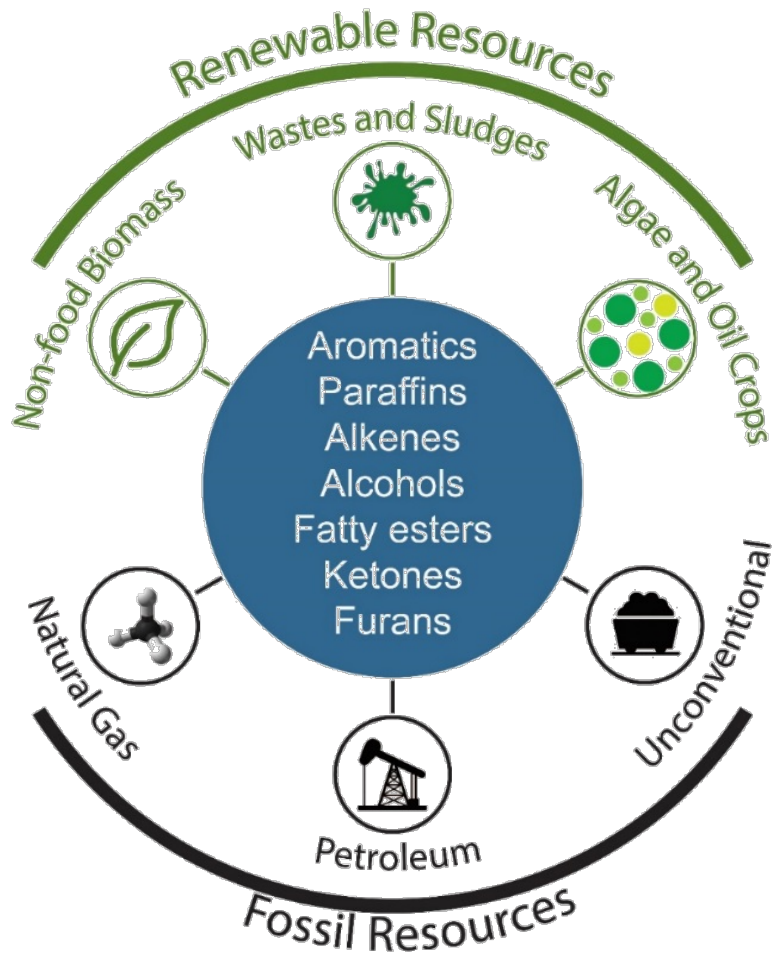 Renewable Resources
Wastes and Sludges
Non-food Biomass
Algae and Oil Crops
Aromatics
Paraffins
Alkenes
Alcohols
Fatty esters
Ketones
Furans
Natural Gas
Unconventional
Petroleum
Fossil Resources